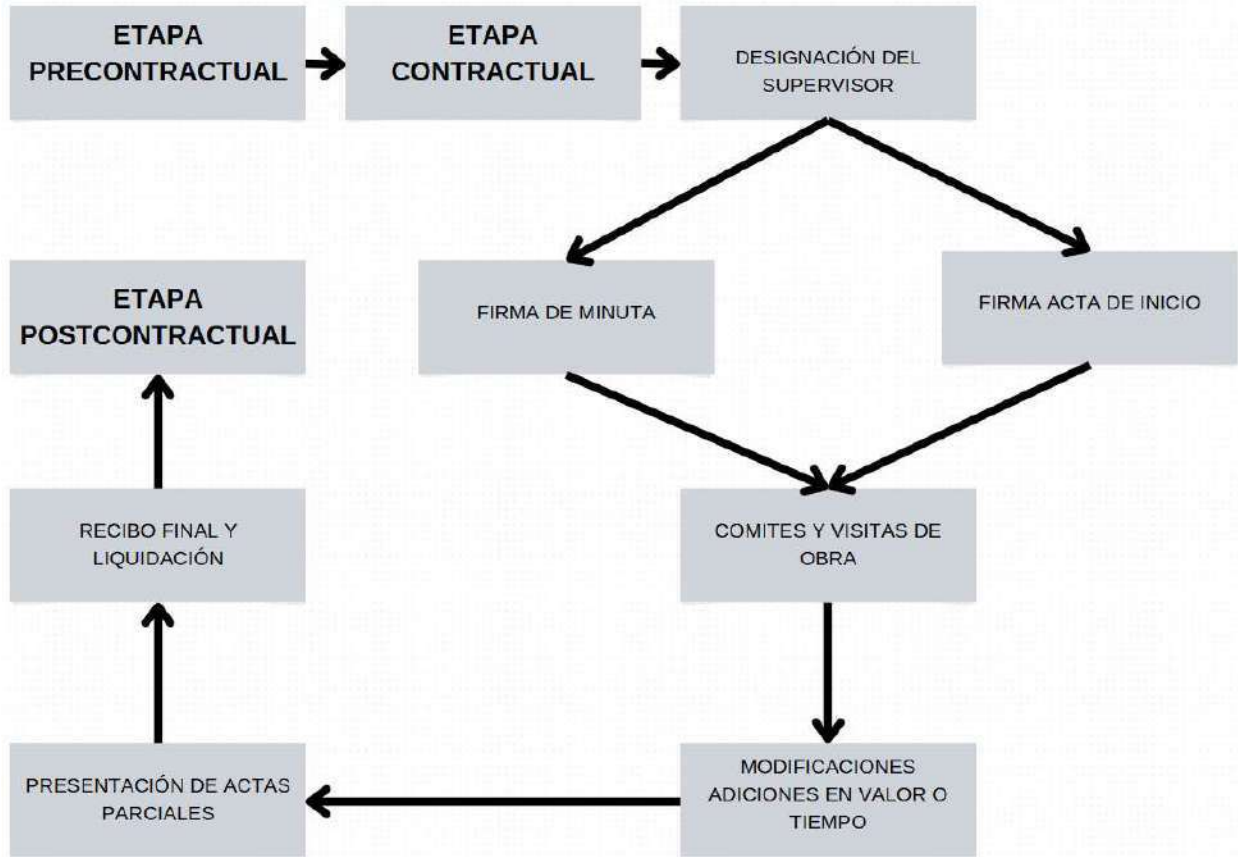 ETAPA
PRECONTRACTUAL
ETAPA
CONTRACTUAL
DESIGNACIÓN DEL
SUPERVISOR
FIRMA DE MINUTA
FIRMA ACTA DE INICIO
COMITES Y VISITAS DE
OBRA
MODIFICACIONES
ADICIONES EN VALOR O
TIEMPO
PRESENTACIÓN DE ACTAS
PARCIALES
RECIBO FINAL Y
LIQUIDACIÓN
ETAPA
POSTCONTRACTUAL